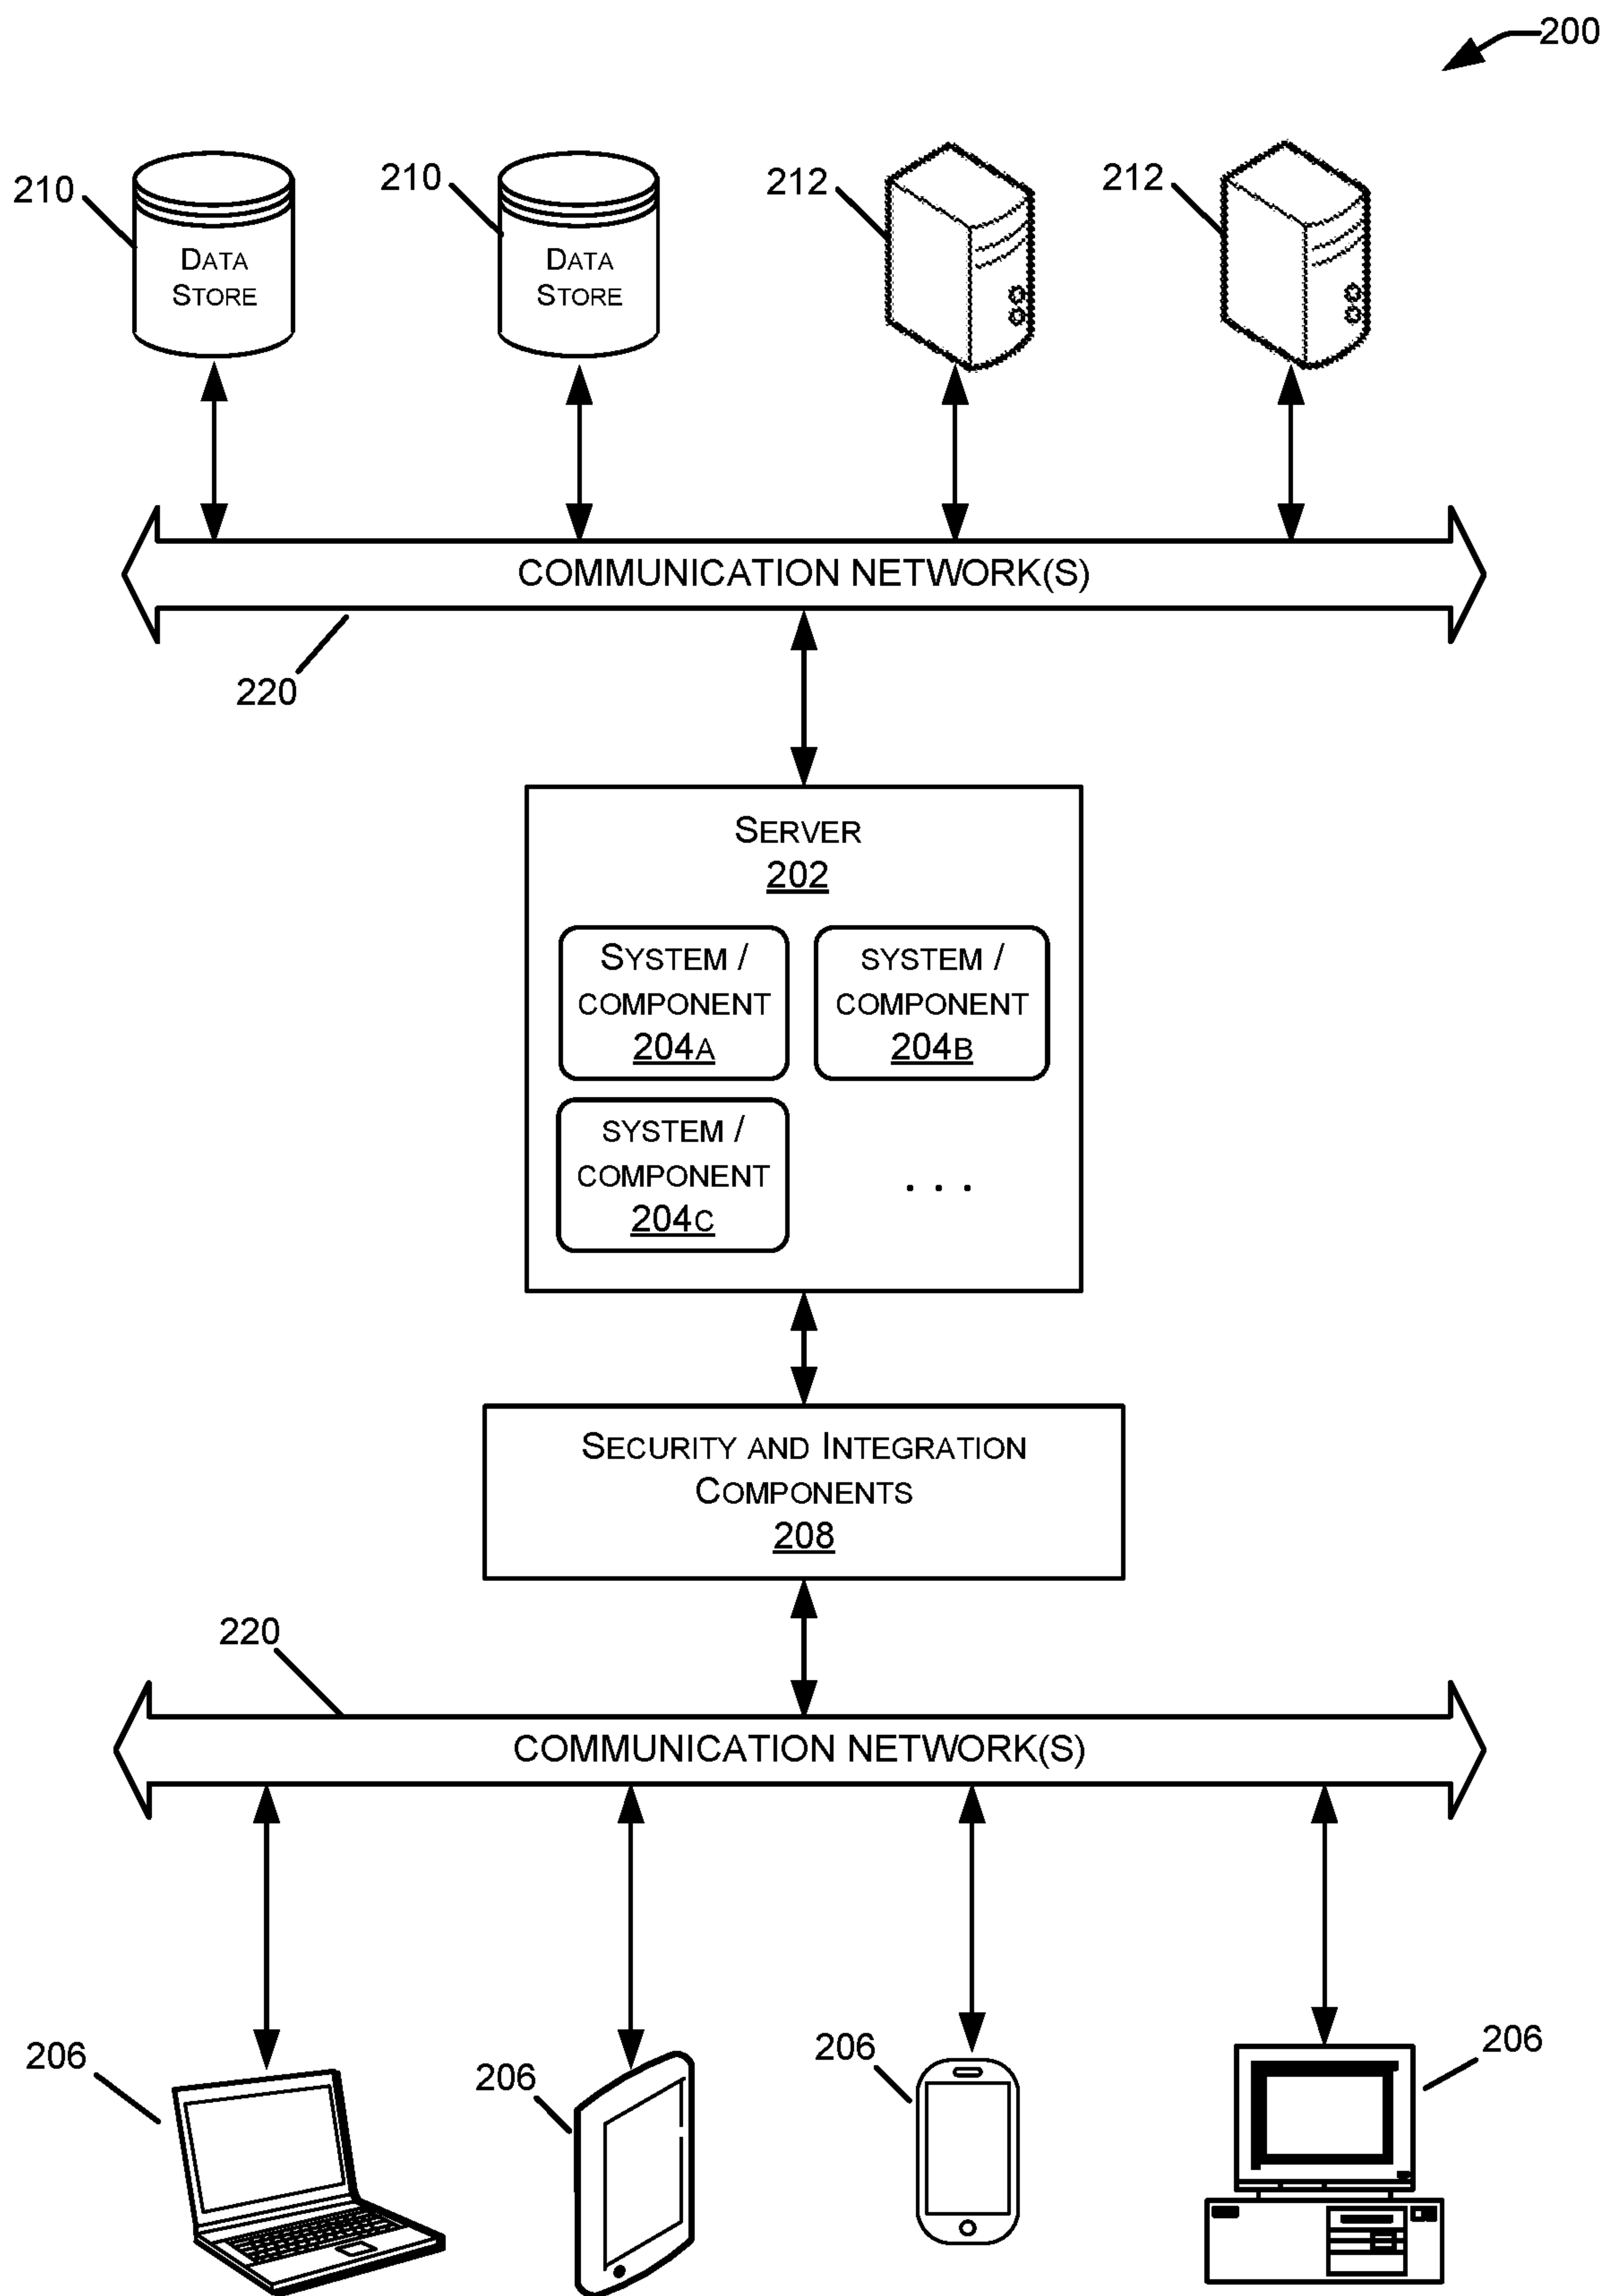 200
210
210
212
212
DATA
STORE
DATA
STORE
COMMUNICATION NETWORK(S)
220
SERVER
202
SYSTEM /
COMPONENT
204A
SYSTEM /
COMPONENT
204B
SYSTEM /
COMPONENT
204C
. . .
SECURITY AND INTEGRATION
COMPONENTS
208
220
COMMUNICATION NETWORK(S)
206
206
206
206